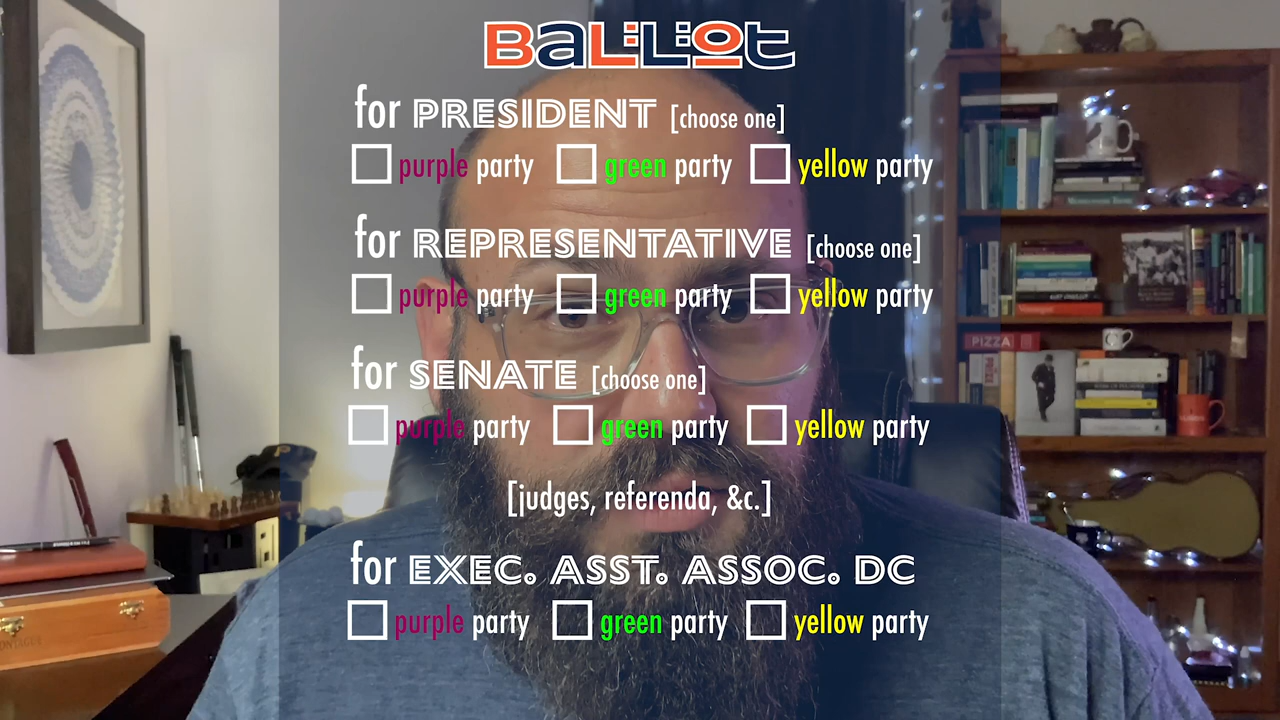 BaLLot
for PRESIDENT [choose one]
purple party green party yellow party
for REPRESENTATIVE [choose one]
purple party green party yellow party
for SENATE [choose one]
purple party green party yellow party
[judges, referenda, &c.]
for EXEC. ASST. ASSOC. DC
purple party green party yellow party
PIZZA